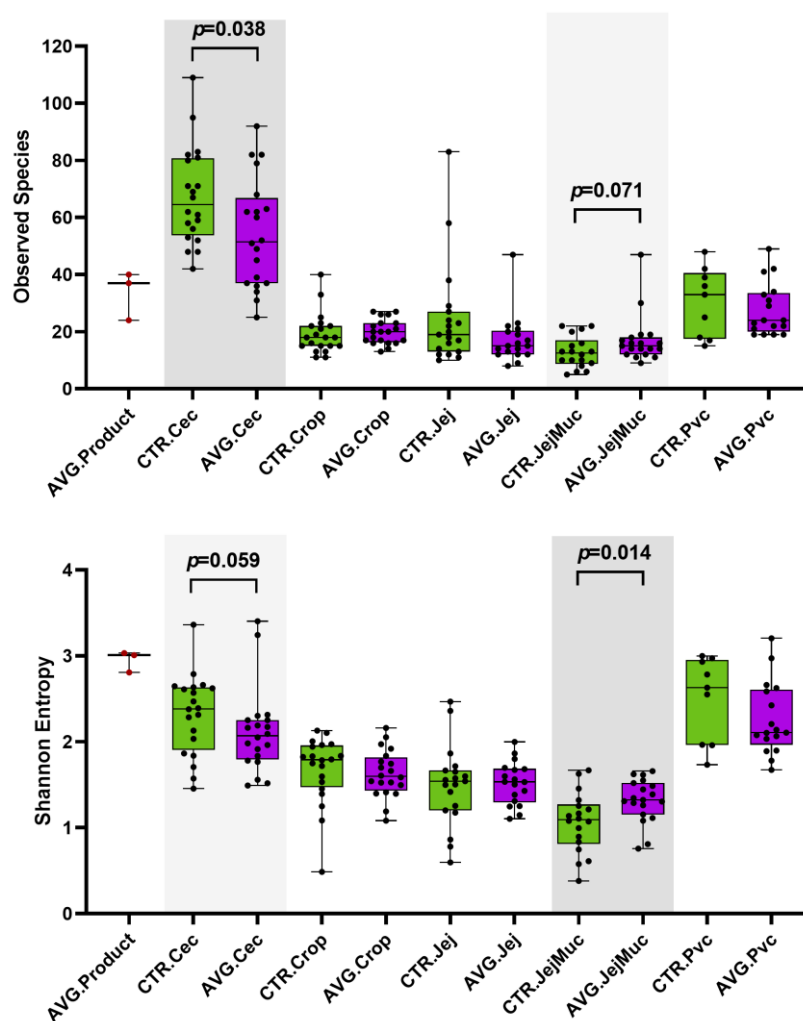 p=0.038
120
100
80
60
40
20
0
Observed Species
p=0.071
AVG.Product
CTR.Cec
AVG.Cec
CTR.Crop
AVG.Crop
CTR.Jej
AVG.Jej
CTR.JejMuc
AVG.JejMuc
CTR.Pvc
AVG.Pvc
p=0.059
p=0.014
4
3
2
1
0
Shannon Entropy
AVG.Product
CTR.Cec
AVG.Cec
CTR.Crop
AVG.Crop
CTR.Jej
AVG.Jej
CTR.JejMuc
AVG.JejMuc
CTR.Pvc
AVG.Pvc